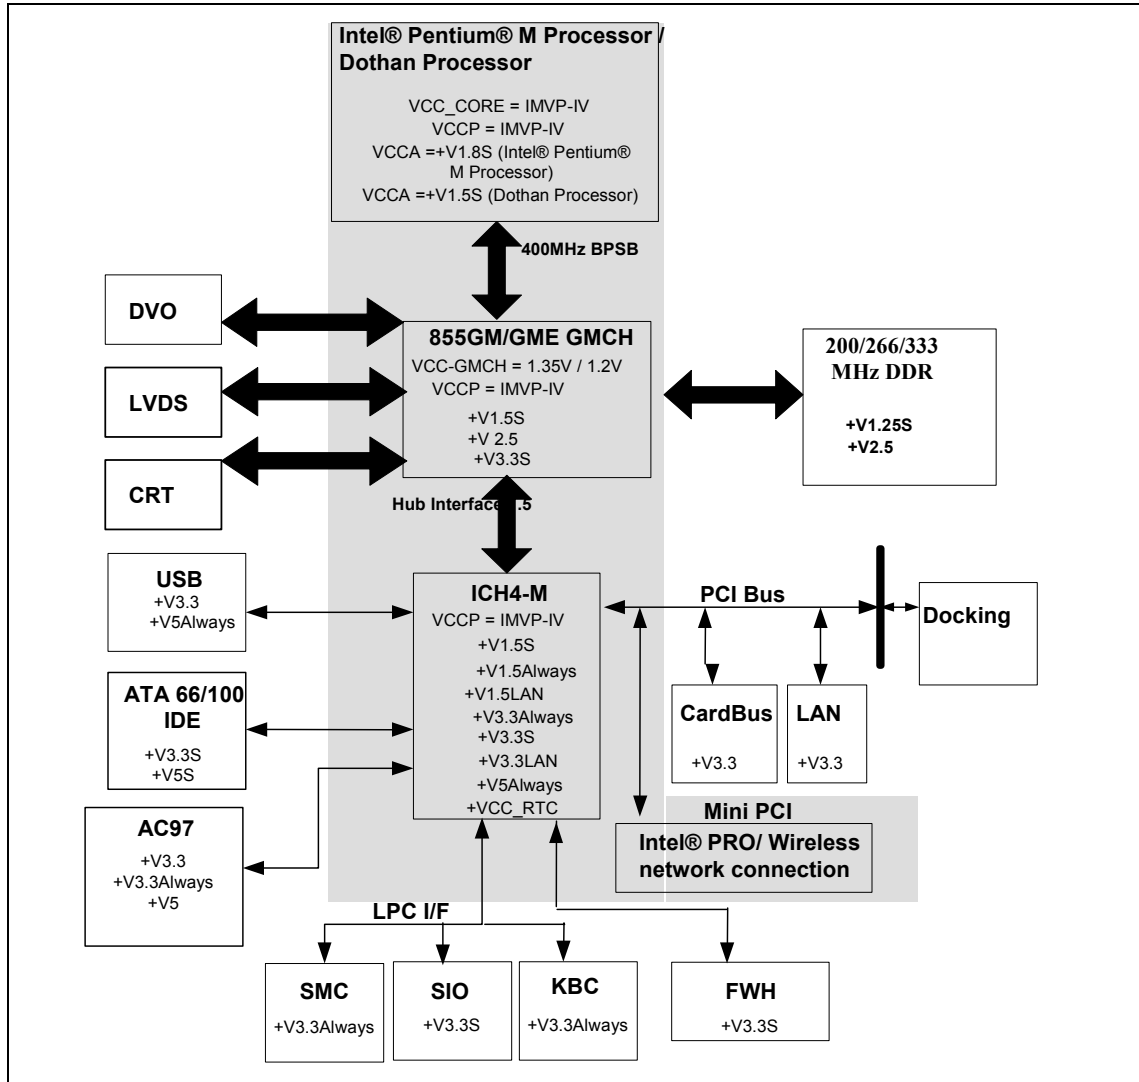 Intel® Pentium® M Processor /
Dothan Processor
VCC_CORE = IMVP-IV
VCCP = IMVP-IV
VCCA =+V1.8S (Intel® Pentium®
M Processor)
VCCA =+V1.5S (Dothan Processor)
400MHz BPSB
DVO
LVDS
CRT
855GM/GME GMCH
VCC-GMCH = 1.35V / 1.2V
VCCP = IMVP-IV
+V1.5S
+V 2.5
+V3.3S
200/266/333
MHz DDR
+V1.25S
+V2.5
Hub Interface .5
USB
+V3.3
+V5Always
ATA 66/100
IDE
+V3.3S
+V5S
AC97
+V3.3
+V3.3Always
+V5
ICH4-M
VCCP = IMVP-IV
+V1.5S
+V1.5Always
+V1.5LAN
+V3.3Always
+V3.3S
+V3.3LAN
+V5Always
+VCC_RTC
PCI Bus
Docking
CardBus
+V3.3
LAN
+V3.3
Mini PCI
Intel® PRO/ Wireless
network connection
LPC I/F
SMC
+V3.3Always
SIO
+V3.3S
KBC
+V3.3Always
FWH
+V3.3S